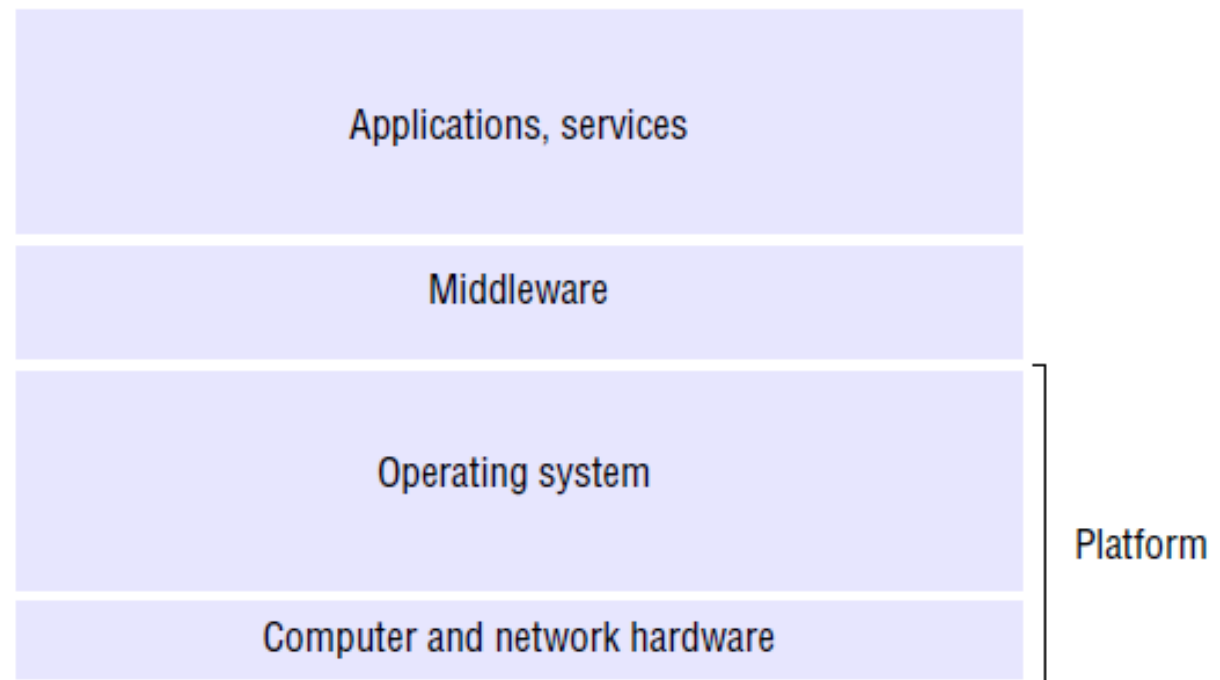 Applications, services
Middleware
Operating system
Platform
Computer and network hardware